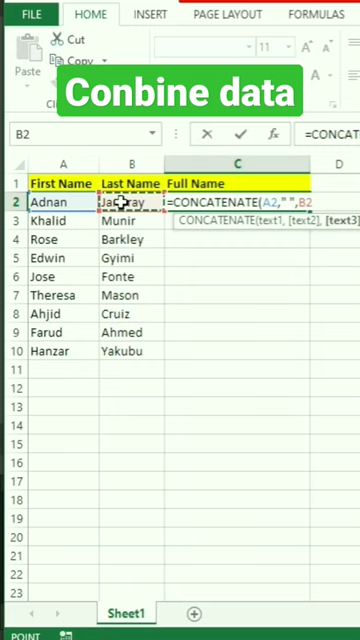 FILE HOME INSERT PAGE LAYOUT FORMULAS
Cut
Copy
Paste
11 A A
Conbine data
A
B2 fx =CONCAT
A B C D
1 First Name Last Name Full Name
2 Adnan =CONCATENATE(A2," ",B2
3 Khalid Munir CONCATENATE(text1, [text2], [text3]
4 Rose Barkley
5 Edwin Gyimi
6 Jose Fonte
7 Theresa Mason
8 Ahjid Cruiz
9 Farud Ahmed
10 Hanzar Yakubu
11
12
13
14
15
16
17
18
19
20
21
22
23
Sheet1
POINT